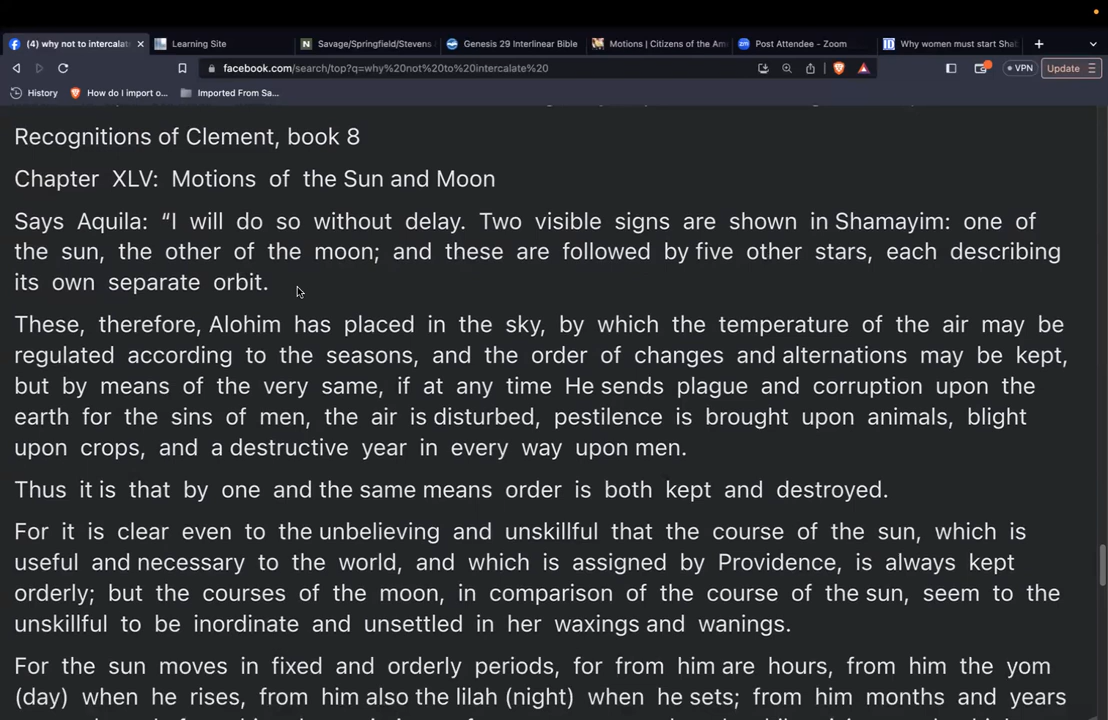 (4) why not to intercalat
Learning Site
Savage/Springfield/Stevens
Genesis 29 Interlinear Bible
Motions | Citizens of the Am
Post Attendee - Zoom
Why women must start Sha
facebook.com/search/top?q=why%20not%20to%20intercalate%20
VPN
Update
History
How do I import o...
Imported From Sa...
Recognitions of Clement, book 8
Chapter XLV: Motions of the Sun and Moon
Says Aquila: “I will do so without delay. Two visible signs are shown in Shamayim: one of
the sun, the other of the moon; and these are followed by five other stars, each describing
its own separate orbit.
These, therefore, Alohim has placed in the sky, by which the temperature of the air may be
regulated according to the seasons, and the order of changes and alternations may be kept,
but by means of the very same, if at any time He sends plague and corruption upon the
earth for the sins of men, the air is disturbed, pestilence is brought upon animals, blight
upon crops, and a destructive year in every way upon men.
Thus it is that by one and the same means order is both kept and destroyed.
For it is clear even to the unbelieving and unskillful that the course of the sun, which is
useful and necessary to the world, and which is assigned by Providence, is always kept
orderly; but the courses of the moon, in comparison of the course of the sun, seem to the
unskillful to be inordinate and unsettled in her waxings and wanings.
For the sun moves in fixed and orderly periods, for from him are hours, from him the yom
(day) when he rises, from him also the lilah (night) when he sets; from him months and years